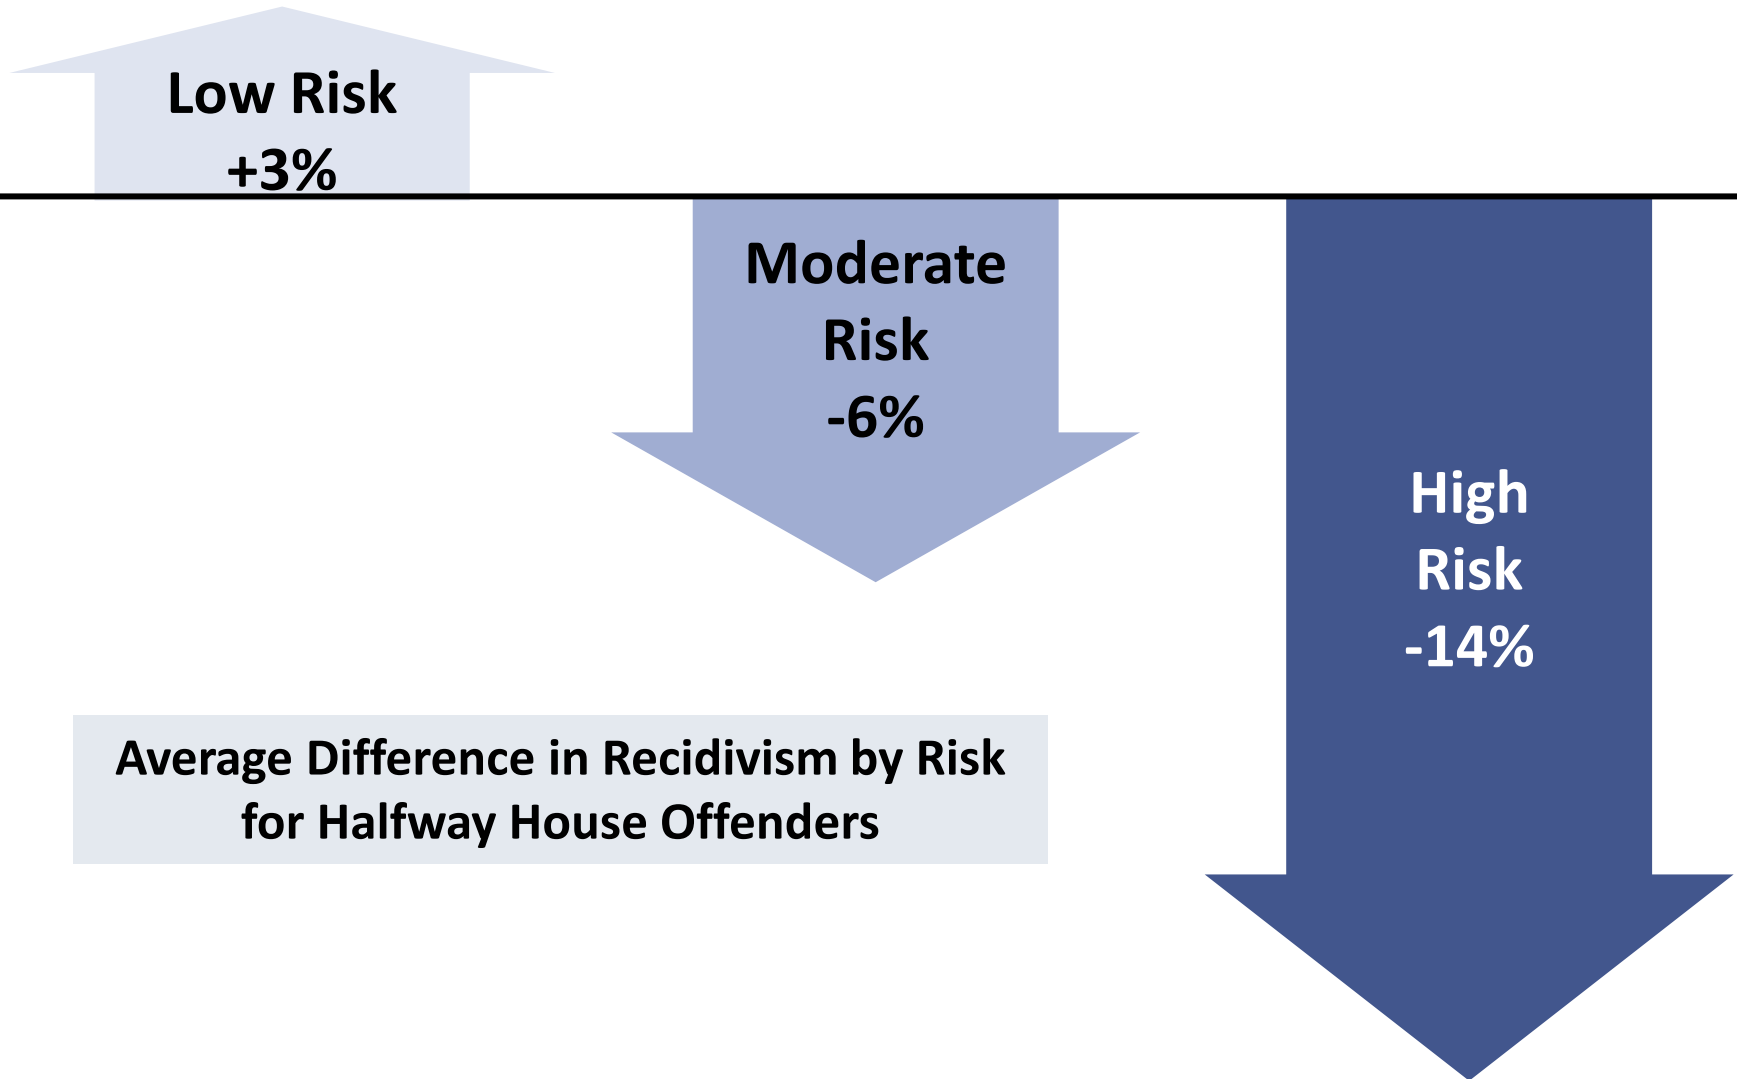 Low Risk
+3%
Moderate
Risk
-6%
High
Risk
-14%
Average Difference in Recidivism by Risk
for Halfway House Offenders